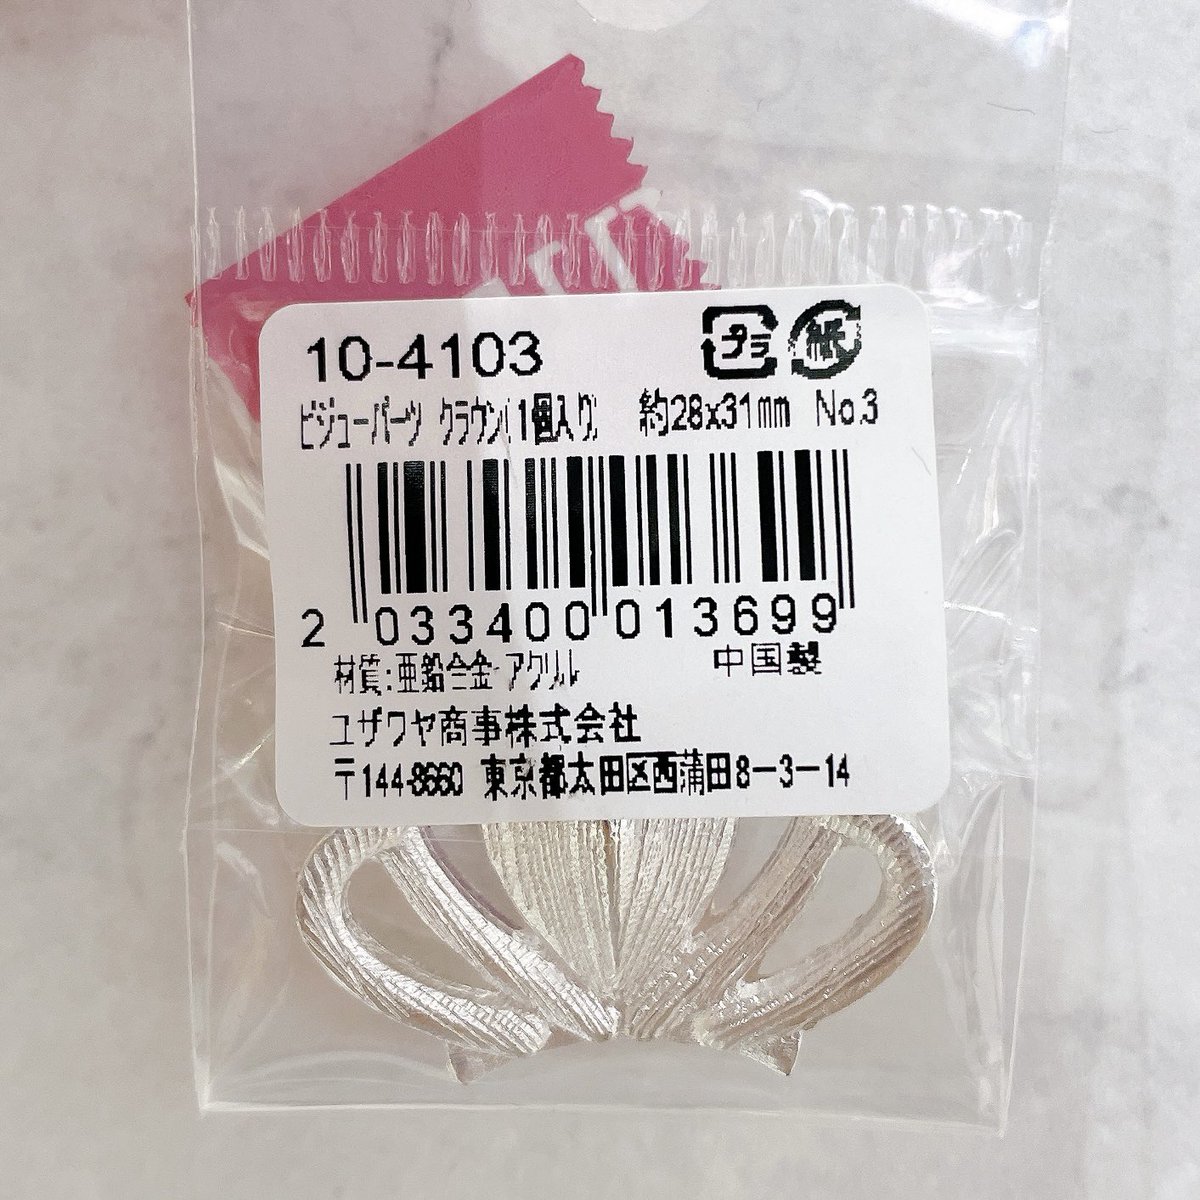 10-4103 プラ 紙
ビジューパーツ クラウン(1個入り) 約28x31mm No.3
2 033400 013699
材質:亜鉛合金・アクリル 中国製
ユザワヤ商事株式会社
〒144-8660 東京都大田区西蒲田8-3-14